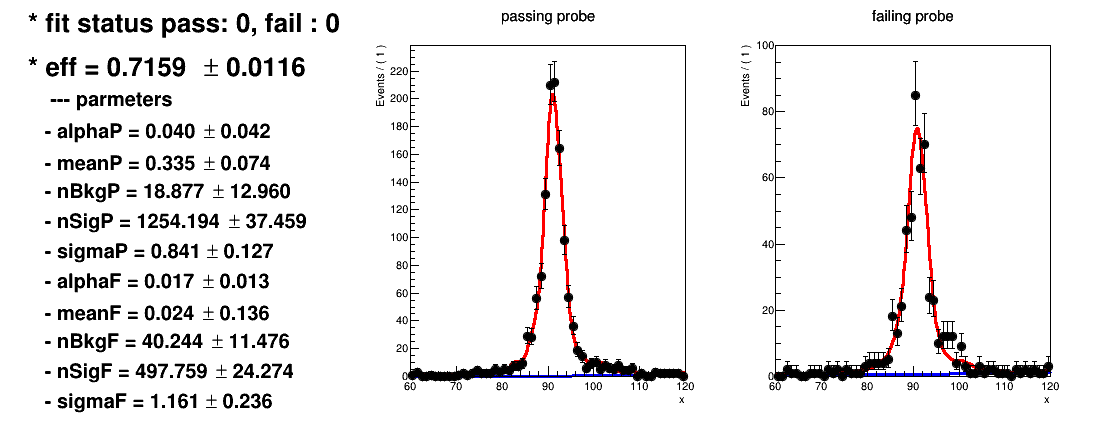 * fit status pass: 0, fail : 0
* eff = 0.7159 ± 0.0116
--- parmeters
- alphaP = 0.040 ± 0.042
- meanP = 0.335 ± 0.074
- nBkgP = 18.877 ± 12.960
- nSigP = 1254.194 ± 37.459
- sigmaP = 0.841 ± 0.127
- alphaF = 0.017 ± 0.013
- meanF = 0.024 ± 0.136
- nBkgF = 40.244 ± 11.476
- nSigF = 497.759 ± 24.274
- sigmaF = 1.161 ± 0.236
passing probe
Events / ( 1 )
220
200
180
160
140
120
100
80
60
40
20
0
60 70 80 90 100 110 120
x
failing probe
Events / ( 1 )
100
80
60
40
20
0
60 70 80 90 100 110 120
x